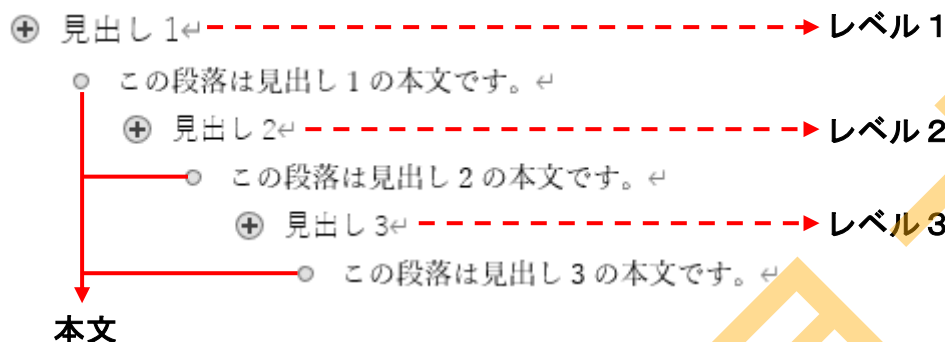 見出し 1↵ レベル 1
この段落は見出し 1 の本文です。↵
見出し 2↵ レベル 2
この段落は見出し 2 の本文です。↵
見出し 3↵ レベル 3
この段落は見出し 3 の本文です。↵
本文